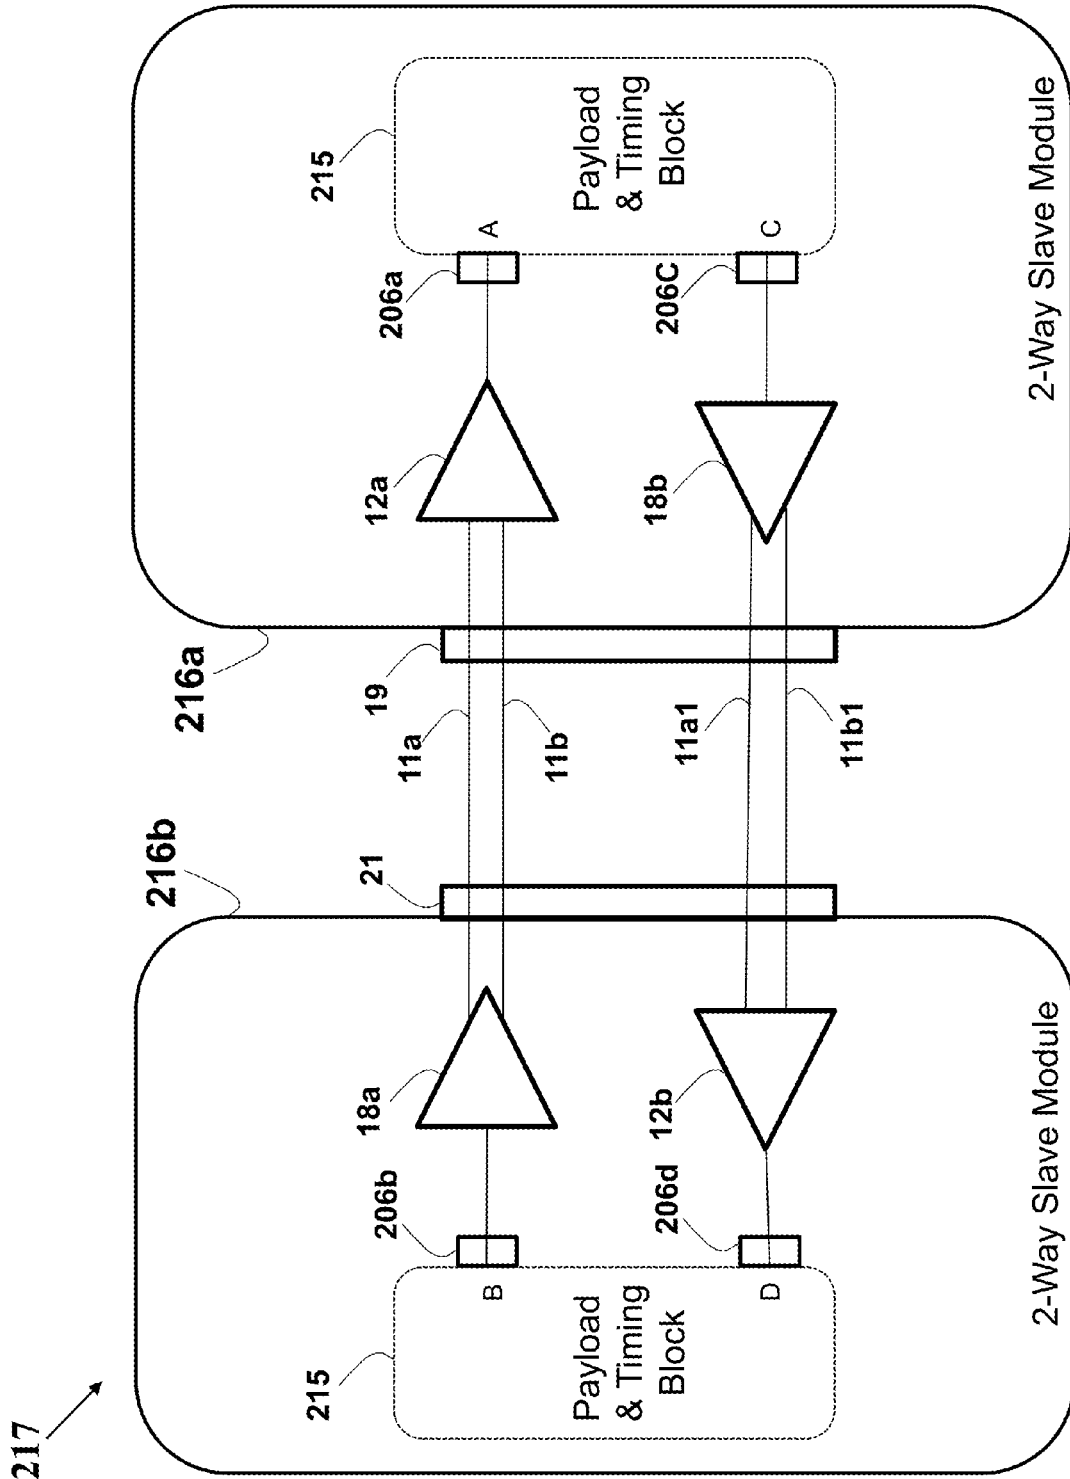 217
216b
216a
215
206b
18a
21
11a
19
12a
206a
215
B
A
11b
Payload
& Timing
Block
Payload
& Timing
Block
206d
12b
11a1
18b
206C
D
C
11b1
2-Way Slave Module
2-Way Slave Module